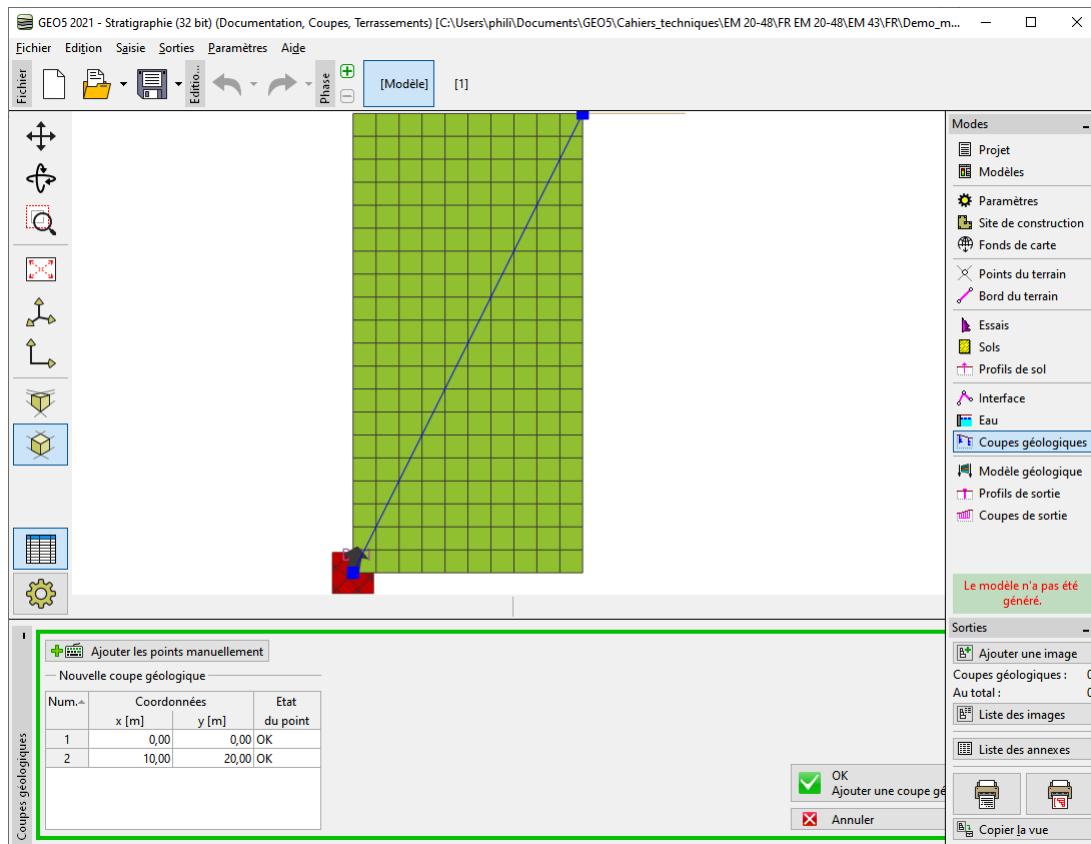 GEO5 2021 - Stratigraphie (32 bit) (Documentation, Coupes, Terrassements) [C:\Users\phili\Documents\GEO5\Cahiers_techniques\EM 20-48\FR EM 20-48\EM 43\FR\Demo_m...
Fichier Edition Saisie Sorties Paramètres Aide
Fichier
Editio...
Phase
[Modèle] [1]
Modes
Projet
Modèles
Paramètres
Site de construction
Fonds de carte
Points du terrain
Bord du terrain
Essais
Sols
Profils de sol
Interface
Eau
Coupes géologiques
Modèle géologique
Profils de sortie
Coupes de sortie
Le modèle n'a pas été
généré.
Sorties
Ajouter une image
Coupes géologiques : 0
Au total : 0
Liste des images
Liste des annexes
Copier la vue
Coupes géologiques
Ajouter les points manuellement
Nouvelle coupe géologique
Num. Coordonnées Etat
x [m] y [m] du point
1 0,00 0,00 OK
2 10,00 20,00 OK
OK
Ajouter une coupe gé
Annuler